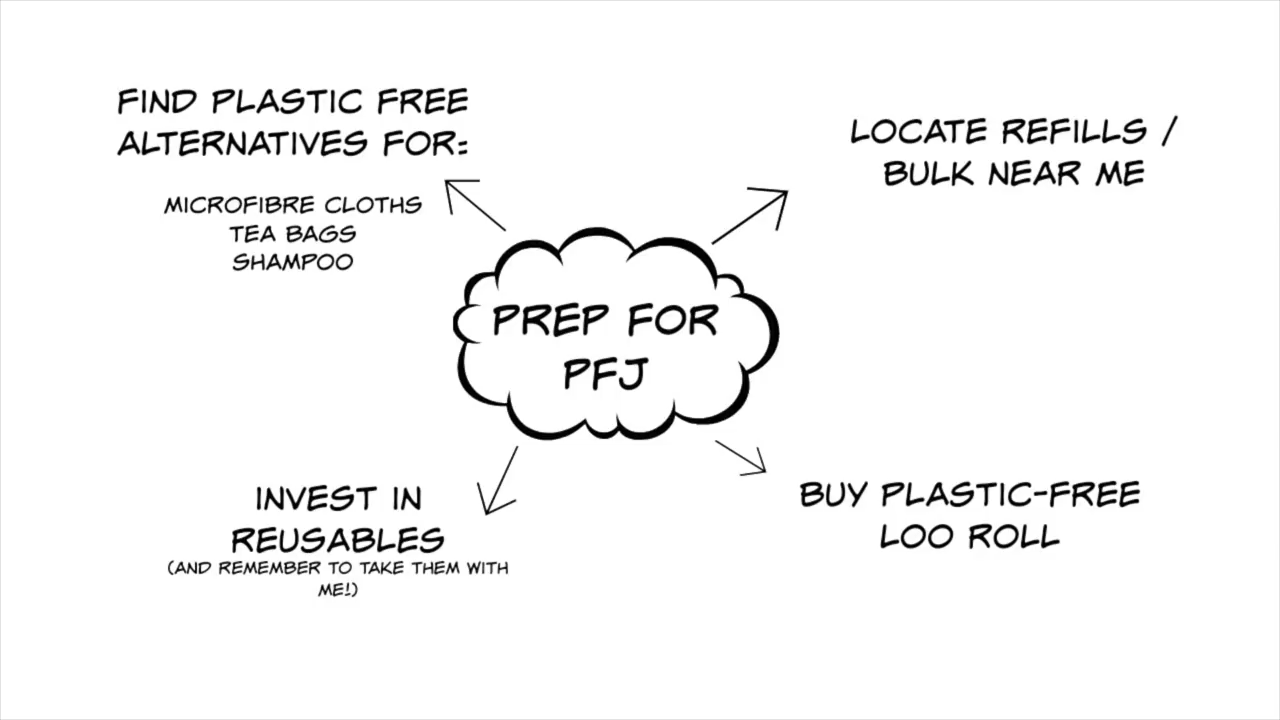 FIND PLASTIC FREE
ALTERNATIVES FOR:
MICROFIBRE CLOTHS
TEA BAGS
SHAMPOO
LOCATE REFILLS /
BULK NEAR ME
PREP FOR
PFJ
INVEST IN
REUSABLES
(AND REMEMBER TO TAKE THEM WITH
ME!)
BUY PLASTIC-FREE
LOO ROLL